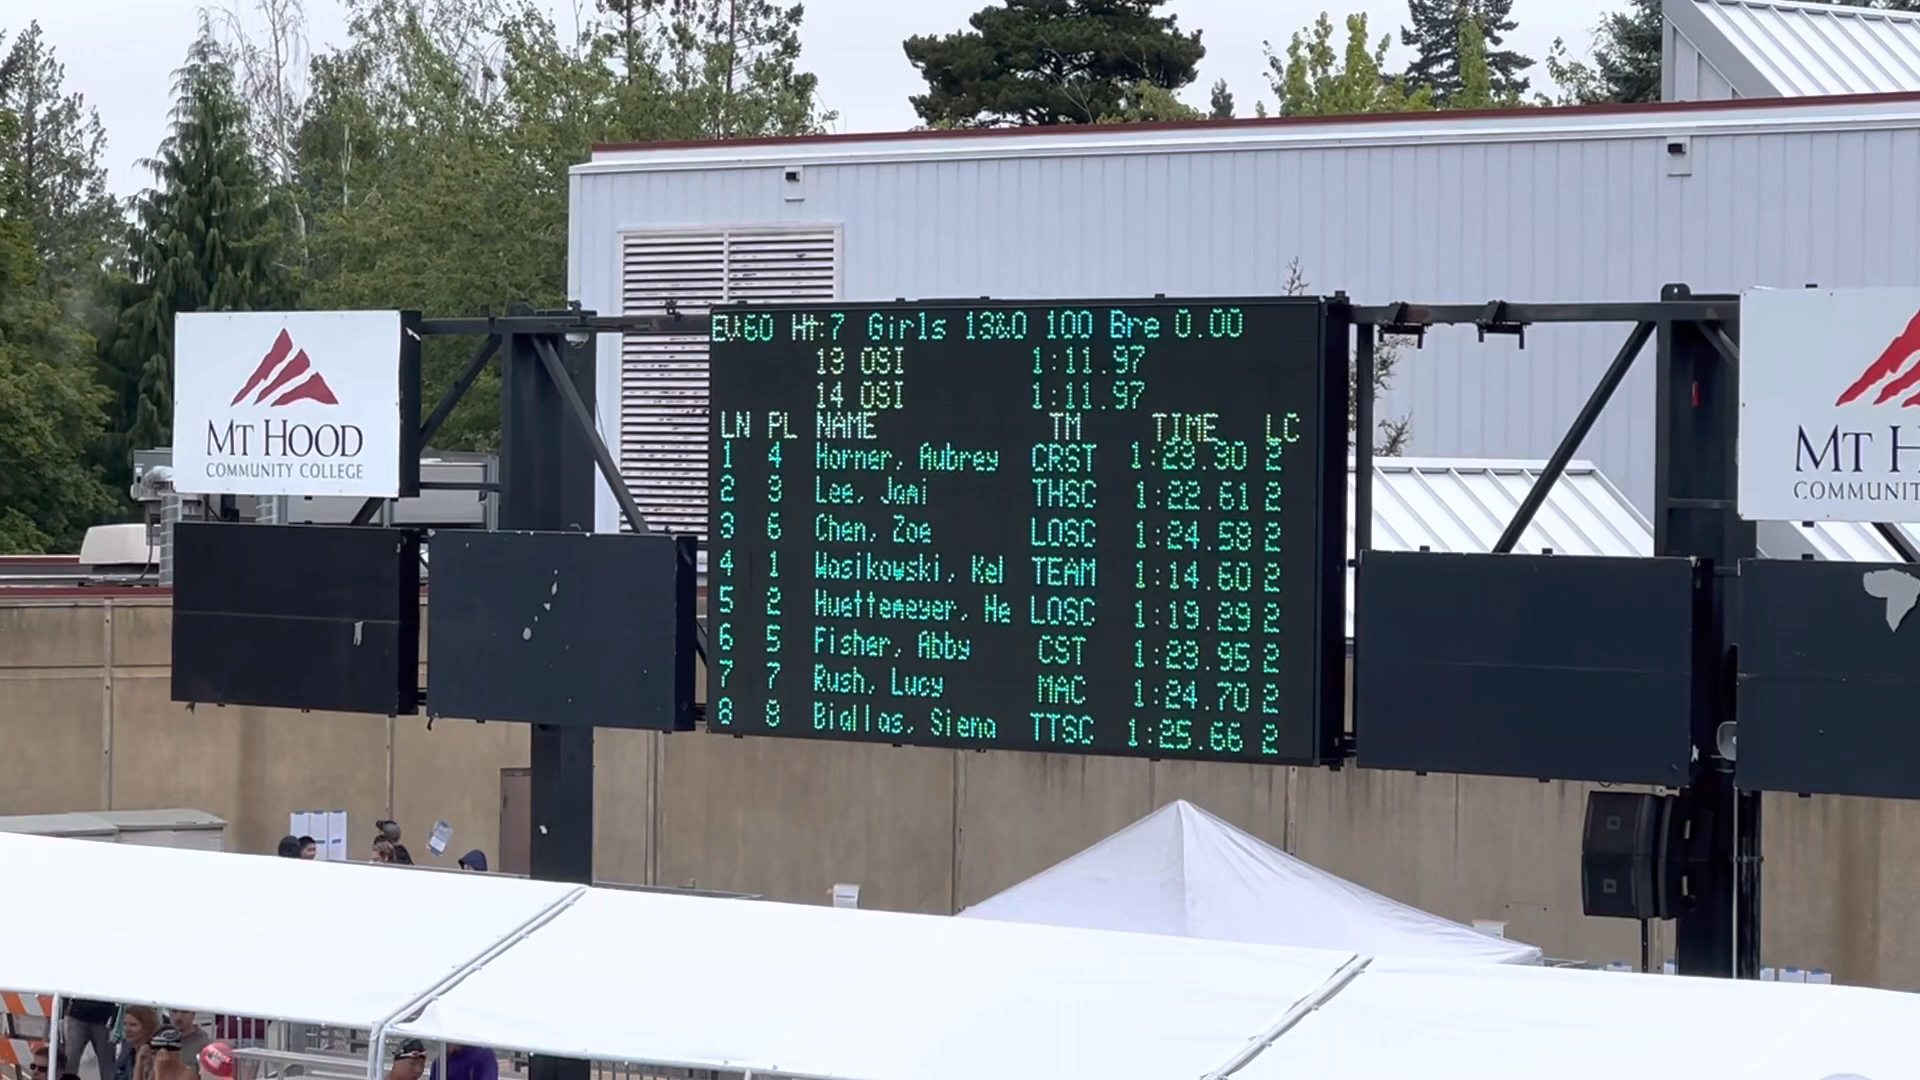 Ev:60 Ht:7 Girls 13&O 100 Bre 0.00
13 OSI 1:11.97
14 OSI 1:11.97
LN PL NAME TM TIME LC
1 4 Horner, Aubrey CRST 1:23.30 2
2 3 Lee, Jami THSC 1:22.61 2
3 6 Chen, Zoe LOSC 1:24.59 2
4 1 Wasikowski, Kel TEAM 1:14.60 2
5 2 Huettemeyer, He LOSC 1:19.29 2
6 5 Fisher, Abby CST 1:23.95 2
7 7 Rush, Lucy MAC 1:24.70 2
8 8 Biallas, Siena TTSC 1:25.66 2
MT HOOD
COMMUNITY COLLEGE
MT H
COMMUNIT